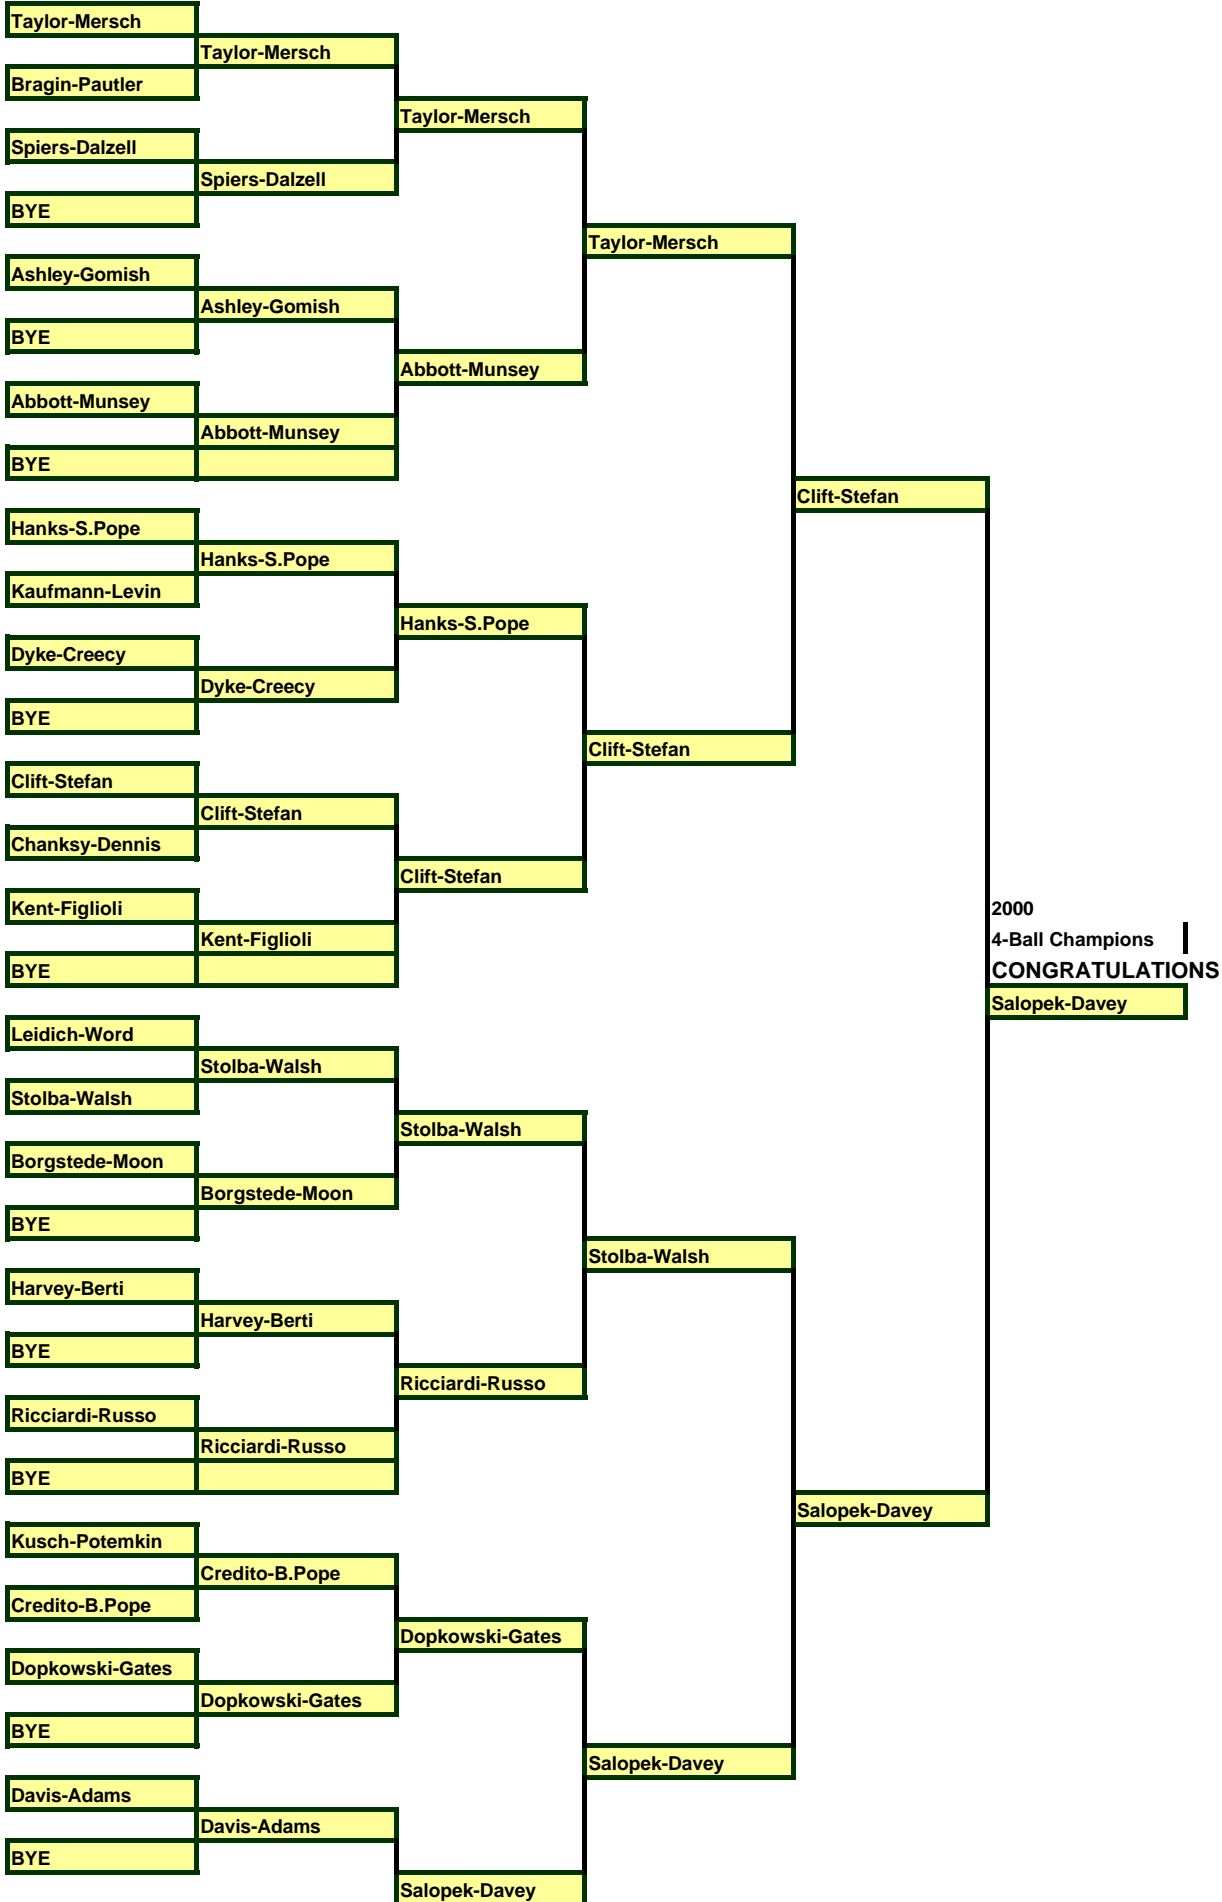 Taylor-Mersch
Taylor-Mersch
Bragin-Pautler
Taylor-Mersch
Spiers-Dalzell
Spiers-Dalzell
BYE
Taylor-Mersch
Ashley-Gomish
Ashley-Gomish
BYE
Abbott-Munsey
Abbott-Munsey
Abbott-Munsey
BYE
Clift-Stefan
Hanks-S.Pope
Hanks-S.Pope
Kaufmann-Levin
Hanks-S.Pope
Dyke-Creecy
Dyke-Creecy
BYE
Clift-Stefan
Clift-Stefan
Clift-Stefan
Chanksy-Dennis
Clift-Stefan
Kent-Figlioli
2000
Kent-Figlioli
4-Ball Champions
BYE
CONGRATULATIONS
Salopek-Davey
Leidich-Word
Stolba-Walsh
Stolba-Walsh
Stolba-Walsh
Borgstede-Moon
Borgstede-Moon
BYE
Stolba-Walsh
Harvey-Berti
Harvey-Berti
BYE
Ricciardi-Russo
Ricciardi-Russo
Ricciardi-Russo
BYE
Salopek-Davey
Kusch-Potemkin
Credito-B.Pope
Credito-B.Pope
Dopkowski-Gates
Dopkowski-Gates
Dopkowski-Gates
BYE
Salopek-Davey
Davis-Adams
Davis-Adams
BYE
Salopek-Davey